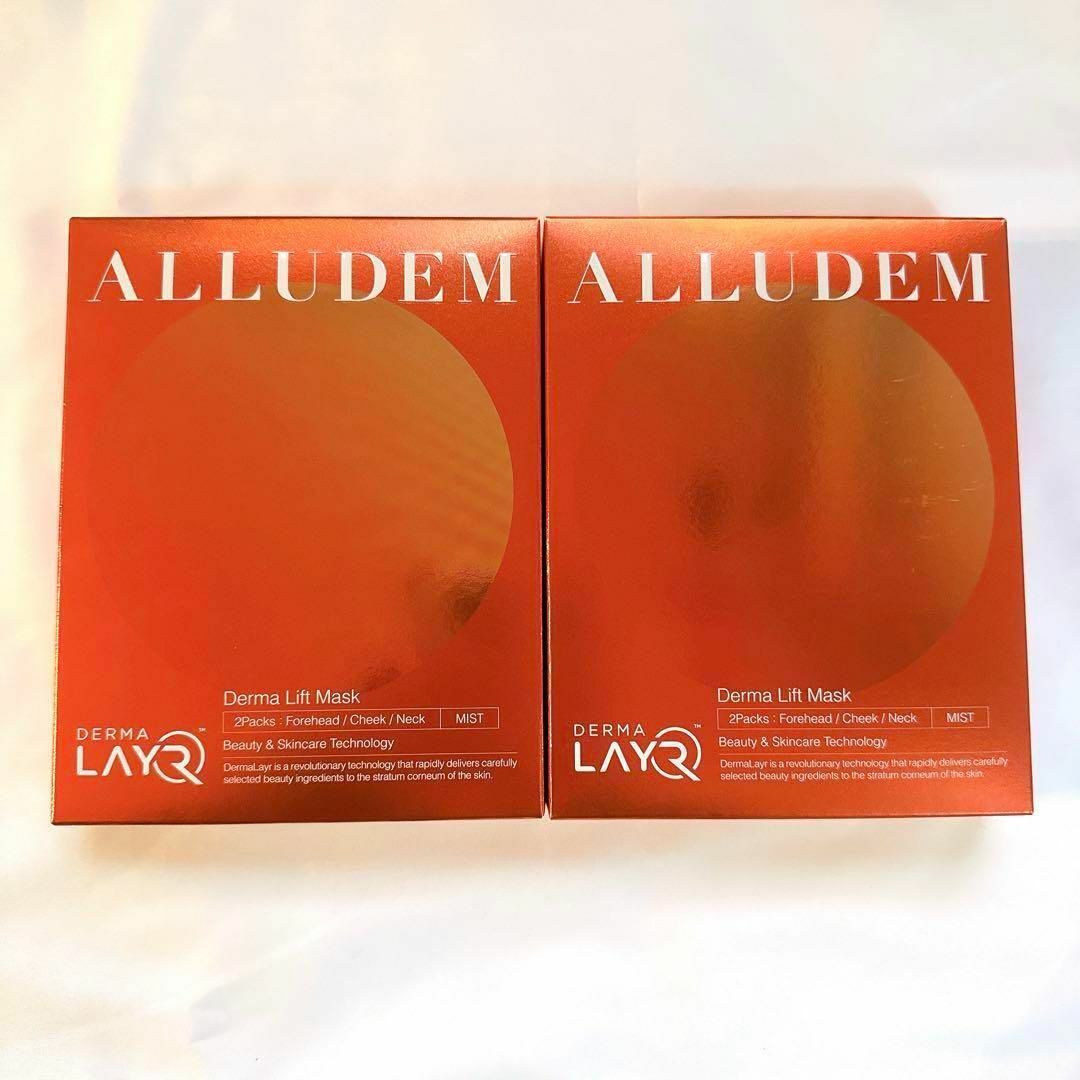 ALLUDEM
Derma Lift Mask
2Packs : Forehead / Cheek / Neck MIST
Beauty & Skincare Technology
DERMA
LAYR™
DermaLayr is a revolutionary technology that rapidly delivers carefully
selected beauty ingredients to the stratum corneum of the skin.
ALLUDEM
Derma Lift Mask
2Packs : Forehead / Cheek / Neck MIST
Beauty & Skincare Technology
DERMA
LAYR™
DermaLayr is a revolutionary technology that rapidly delivers carefully
selected beauty ingredients to the stratum corneum of the skin.